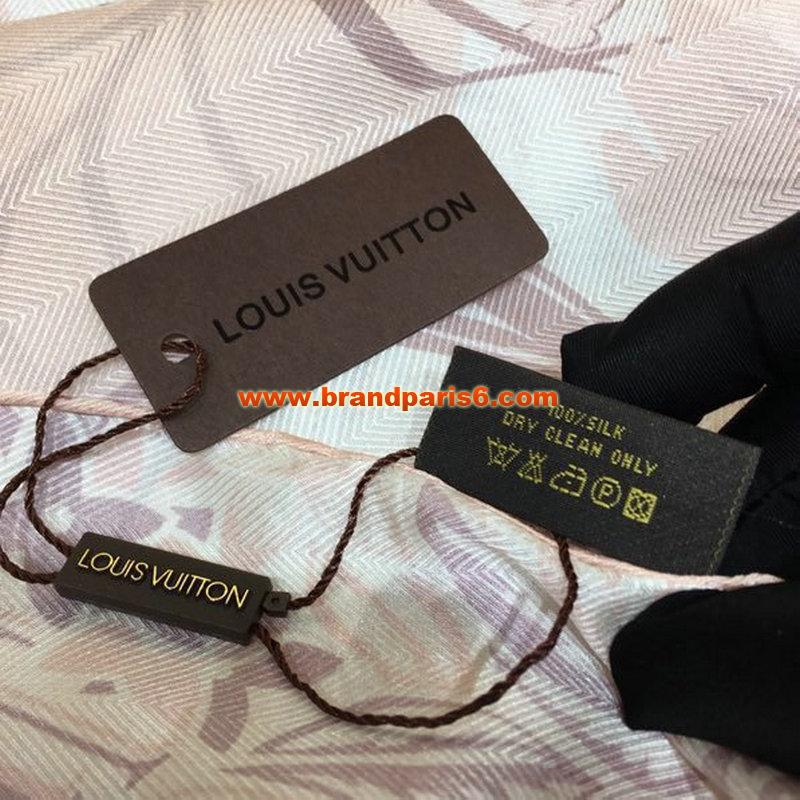 LOUIS VUITTON
www.brandparis6.com
100% SILK
DRY CLEAN ONLY
P
LOUIS VUITTON